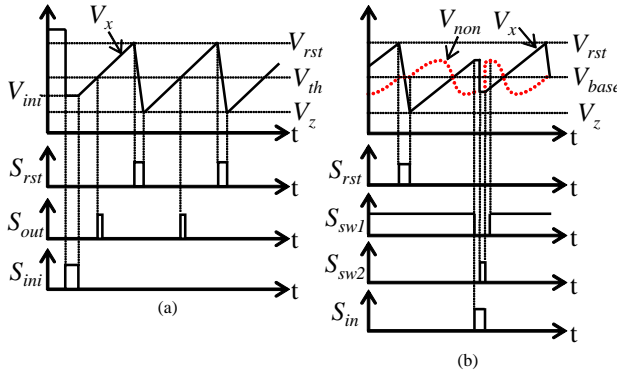 V_x
V_rst
V_th
V_ini
V_z
t
S_rst
t
S_out
t
S_ini
t
(a)
V_non
V_x
V_rst
V_base
V_z
t
S_rst
t
S_sw1
t
S_sw2
t
S_in
t
(b)